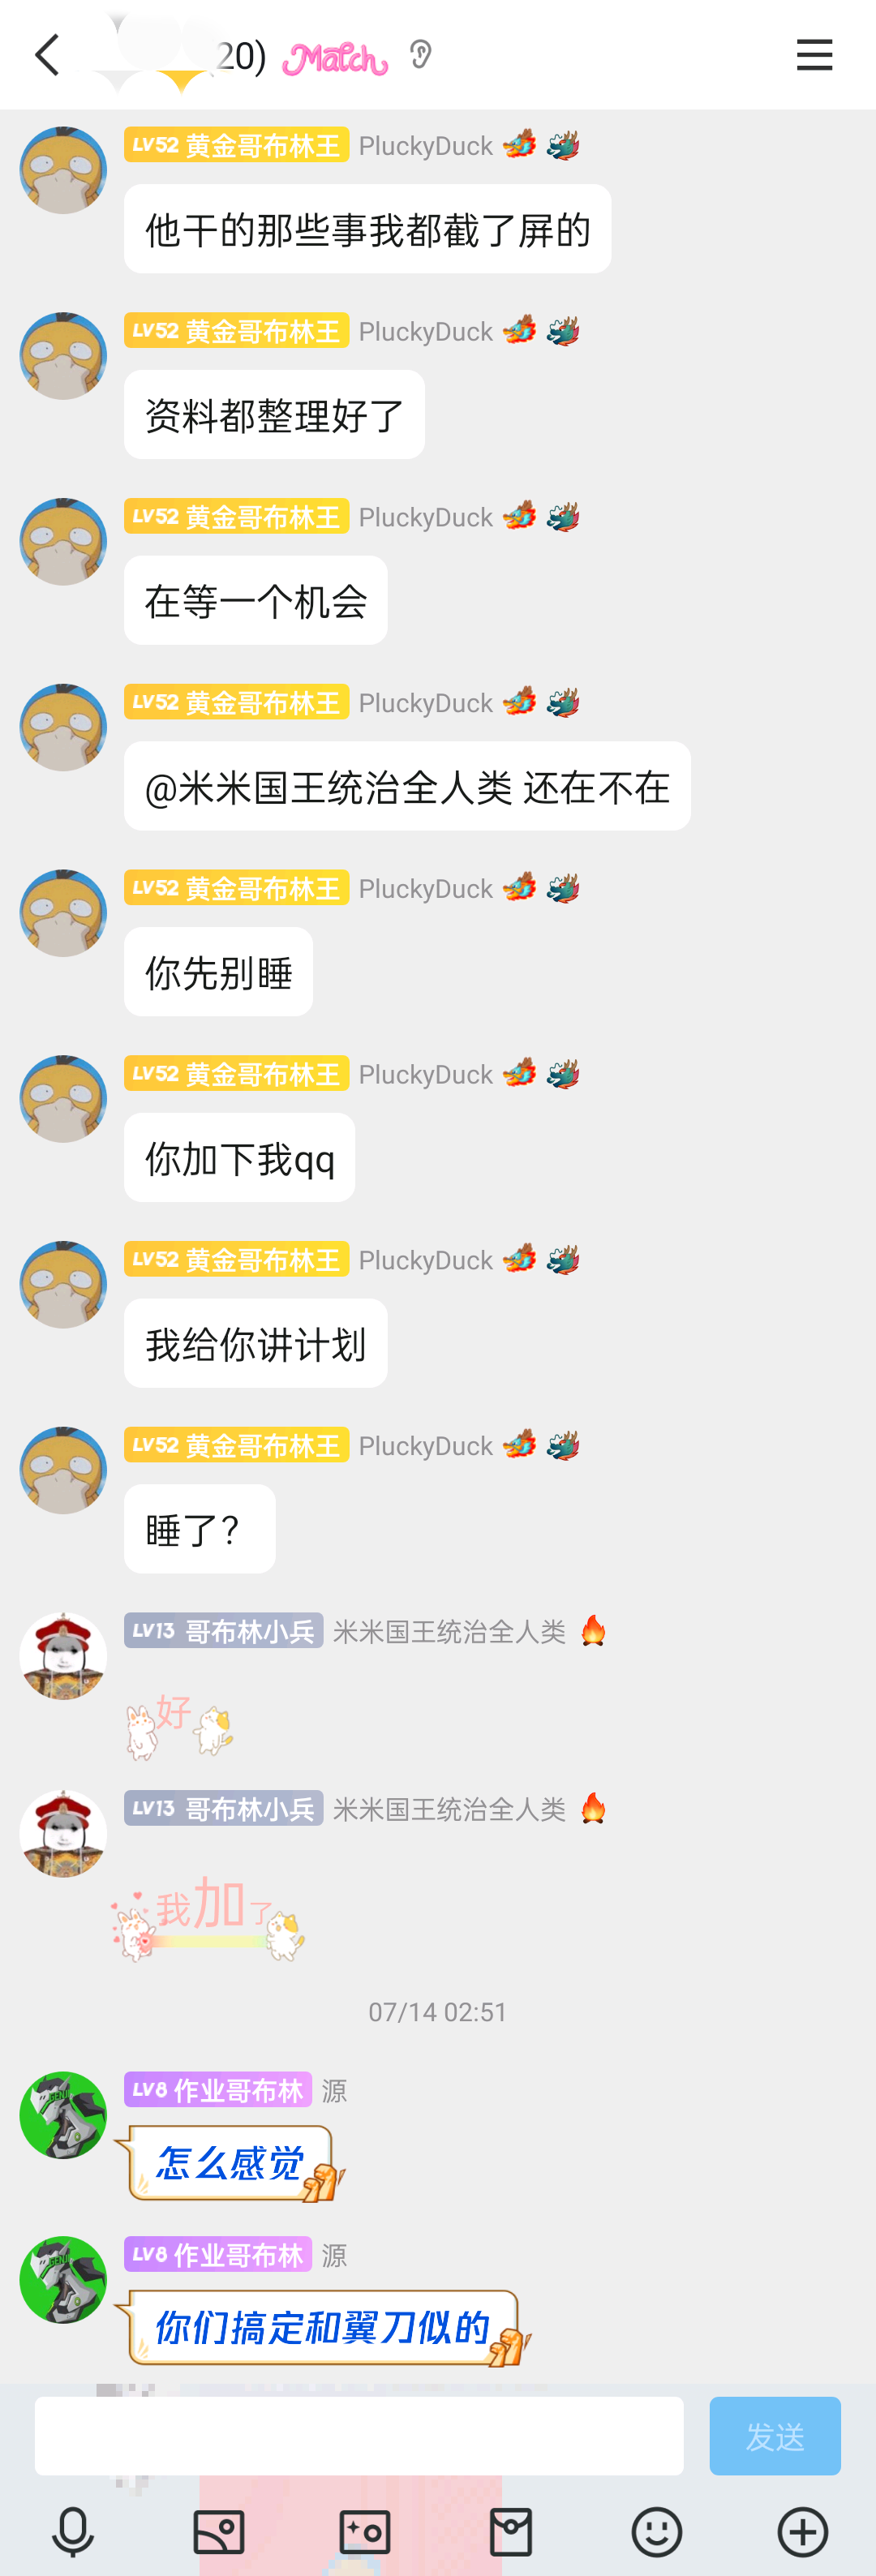 20) Match
LV52 黄金哥布林王 PluckyDuck
他干的那些事我都截了屏的
LV52 黄金哥布林王 PluckyDuck
资料都整理好了
LV52 黄金哥布林王 PluckyDuck
在等一个机会
LV52 黄金哥布林王 PluckyDuck
@米米国王统治全人类 还在不在
LV52 黄金哥布林王 PluckyDuck
你先别睡
LV52 黄金哥布林王 PluckyDuck
你加下我qq
LV52 黄金哥布林王 PluckyDuck
我给你讲计划
LV52 黄金哥布林王 PluckyDuck
睡了?
LV13 哥布林小兵 米米国王统治全人类
好
LV13 哥布林小兵 米米国王统治全人类
我加了
07/14 02:51
GENJI
LV8 作业哥布林 源
怎么感觉
GENJI
LV8 作业哥布林 源
你们搞定和翼刀似的
发送